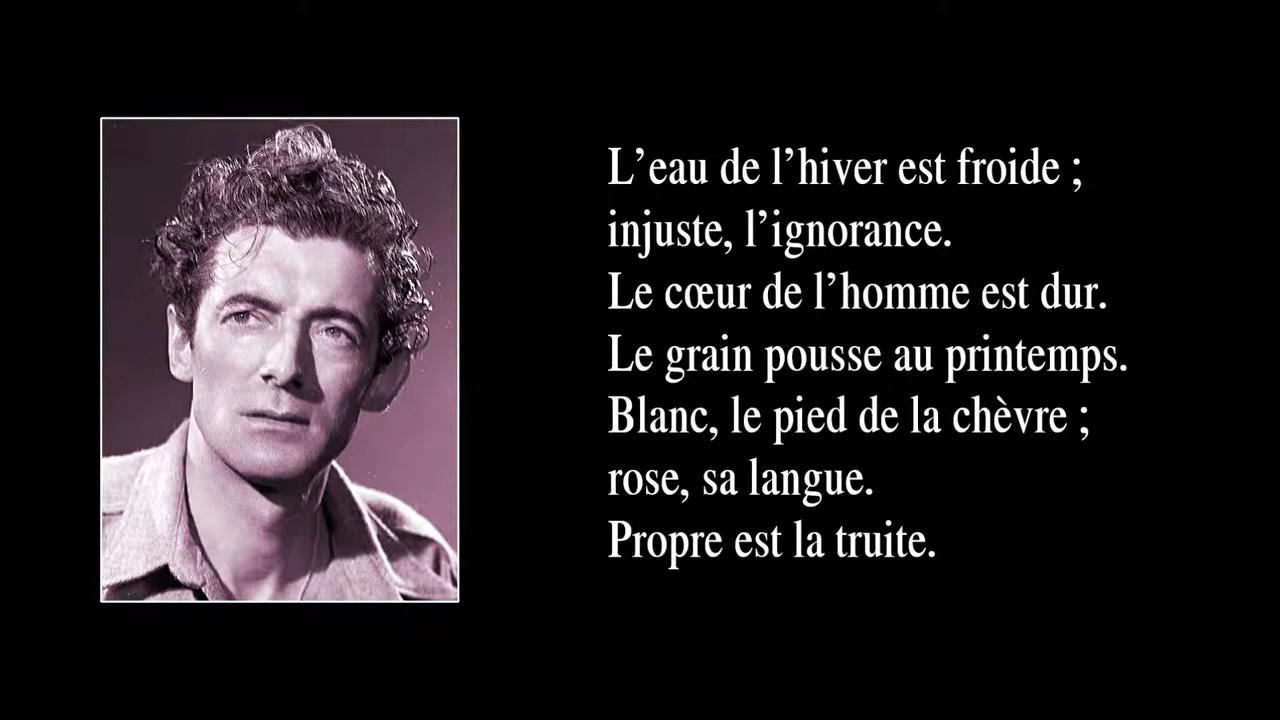 L’eau de l’hiver est froide ;
injuste, l’ignorance.
Le cœur de l’homme est dur.
Le grain pousse au printemps.
Blanc, le pied de la chèvre ;
rose, sa langue.
Propre est la truite.